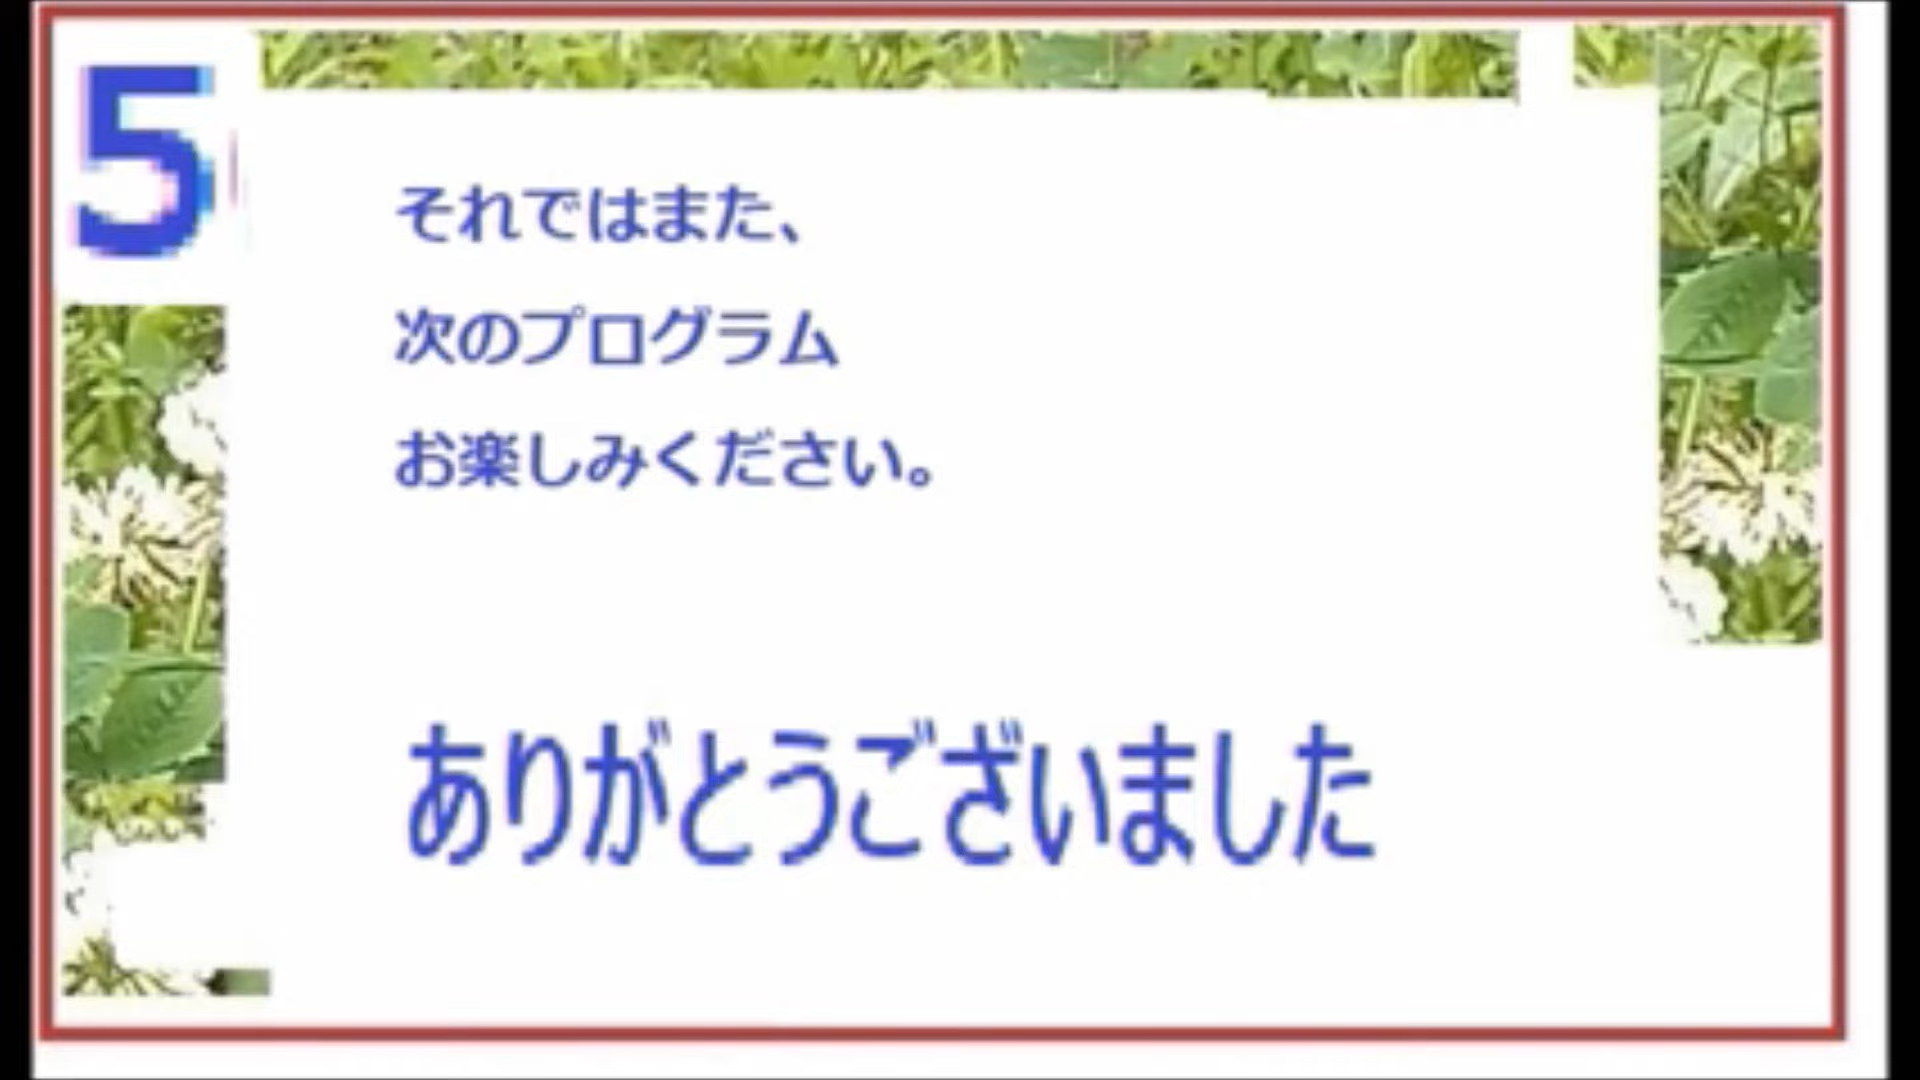 5
それではまた、
次のプログラム
お楽しみください。
ありがとうございました